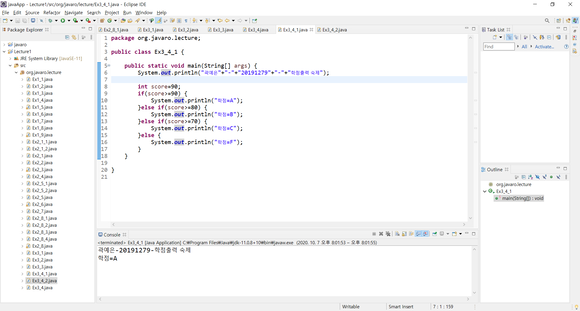 javaApp - Lecture1/src/org/javaro/lecture/Ex3_4_1.java - Eclipse IDE
File Edit Source Refactor Navigate Search Project Run Window Help
Package Explorer
javaro
Lecture1
JRE System Library [JavaSE-11]
src
org.javaro.lecture
Ex1_1.java
Ex1_2.java
Ex1_3.java
Ex1_4.java
Ex1_5.java
Ex1_6.java
Ex1_7.java
Ex1_8.java
Ex1_9.java
Ex2_1_1.java
Ex2_1_2.java
Ex2_1.java
Ex2_2.java
Ex2_3.java
Ex2_4.java
Ex2_5_1.java
Ex2_5.java
Ex2_6.java
Ex2_7.java
Ex2_8_1.java
Ex2_8_2.java
Ex2_8_3.java
Ex2_8_4.java
Ex2_8.java
Ex2_9.java
Ex3_1.java
Ex3_2.java
Ex3_3.java
Ex3_4_1.java
Ex3_4_2.java
Ex3_4.java
Ex2_8_1.java
Ex3_1.java
Ex3_2.java
Ex3_3.java
Ex3_4.java
Ex3_4_1.java
Ex3_4_2.java
1 package org.javaro.lecture;
2
3 public class Ex3_4_1 {
4
5 public static void main(String[] args) {
6 System.out.println("곽예은"+"-"+"20191279"+"-"+"학점출력 숙제");
7
8 int score=90;
9 if(score>=90) {
10 System.out.println("학점=A");
11 }else if(score>=80) {
12 System.out.println("학점=B");
13 }else if(score≥70) {
14 System.out.println("학점=C");
15 }else {
16 System.out.println("학점=F");
17 }
18 }
19
20 }
21
Console
<terminated> Ex3_4_1 [Java Application] C:\Program Files\Java\jdk-11.0.8+10\bin\javaw.exe (2020. 10. 7. 오후 8:01:53 – 오후 8:01:55)
곽예은-20191279-학점출력 숙제
학점=A
Task List
Find
All
Activate...
Outline
org.javaro.lecture
Ex3_4_1
main(String[]) : void
Writable
Smart Insert
7 : 1 : 159